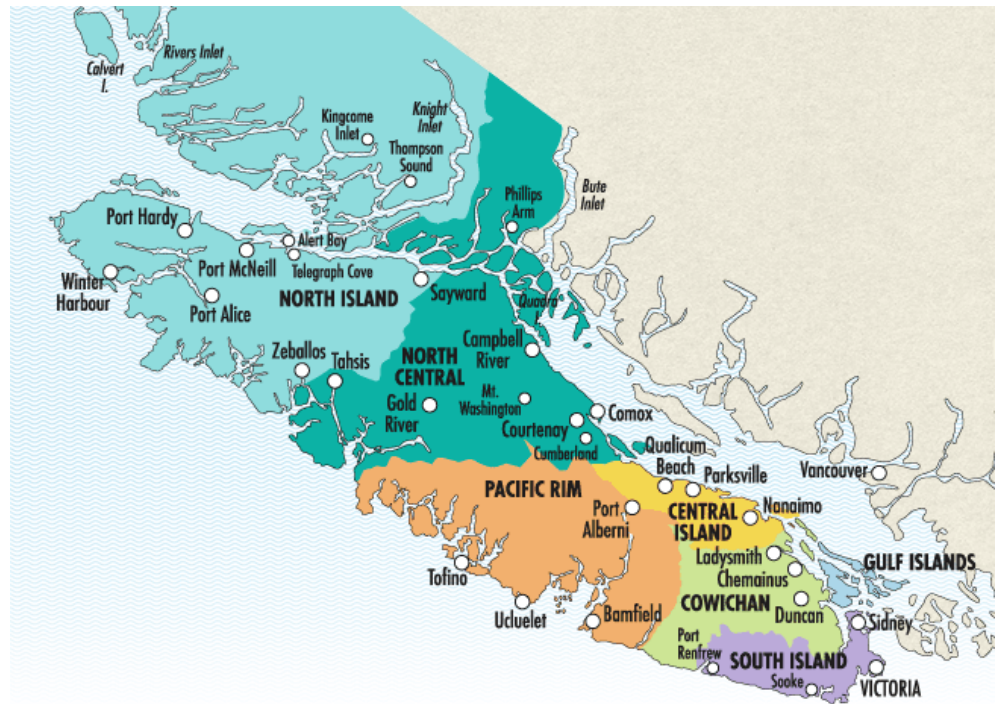 Rivers Inlet
Calvert
I.
Knight
Inlet
Kingcome
Inlet
Thompson
Sound
Phillips
Arm
Bute
Inlet
Port Hardy
Alert Bay
Port McNeill
Telegraph Cove
Winter
Harbour
Port Alice
NORTH ISLAND
Sayward
Quadra
I.
Campbell
River
Zeballos
Tahsis
NORTH
CENTRAL
Mt.
Washington
Gold
River
Comox
Courtenay
Cumberland
Qualicum
Beach
Parksville
Vancouver
PACIFIC RIM
Port
Alberni
CENTRAL
ISLAND
Nanaimo
Ladysmith
GULF ISLANDS
Chemainus
Tofino
COWICHAN
Ucluelet
Bamfield
Duncan
Sidney
Port
Renfrew
SOUTH ISLAND
Sooke
VICTORIA